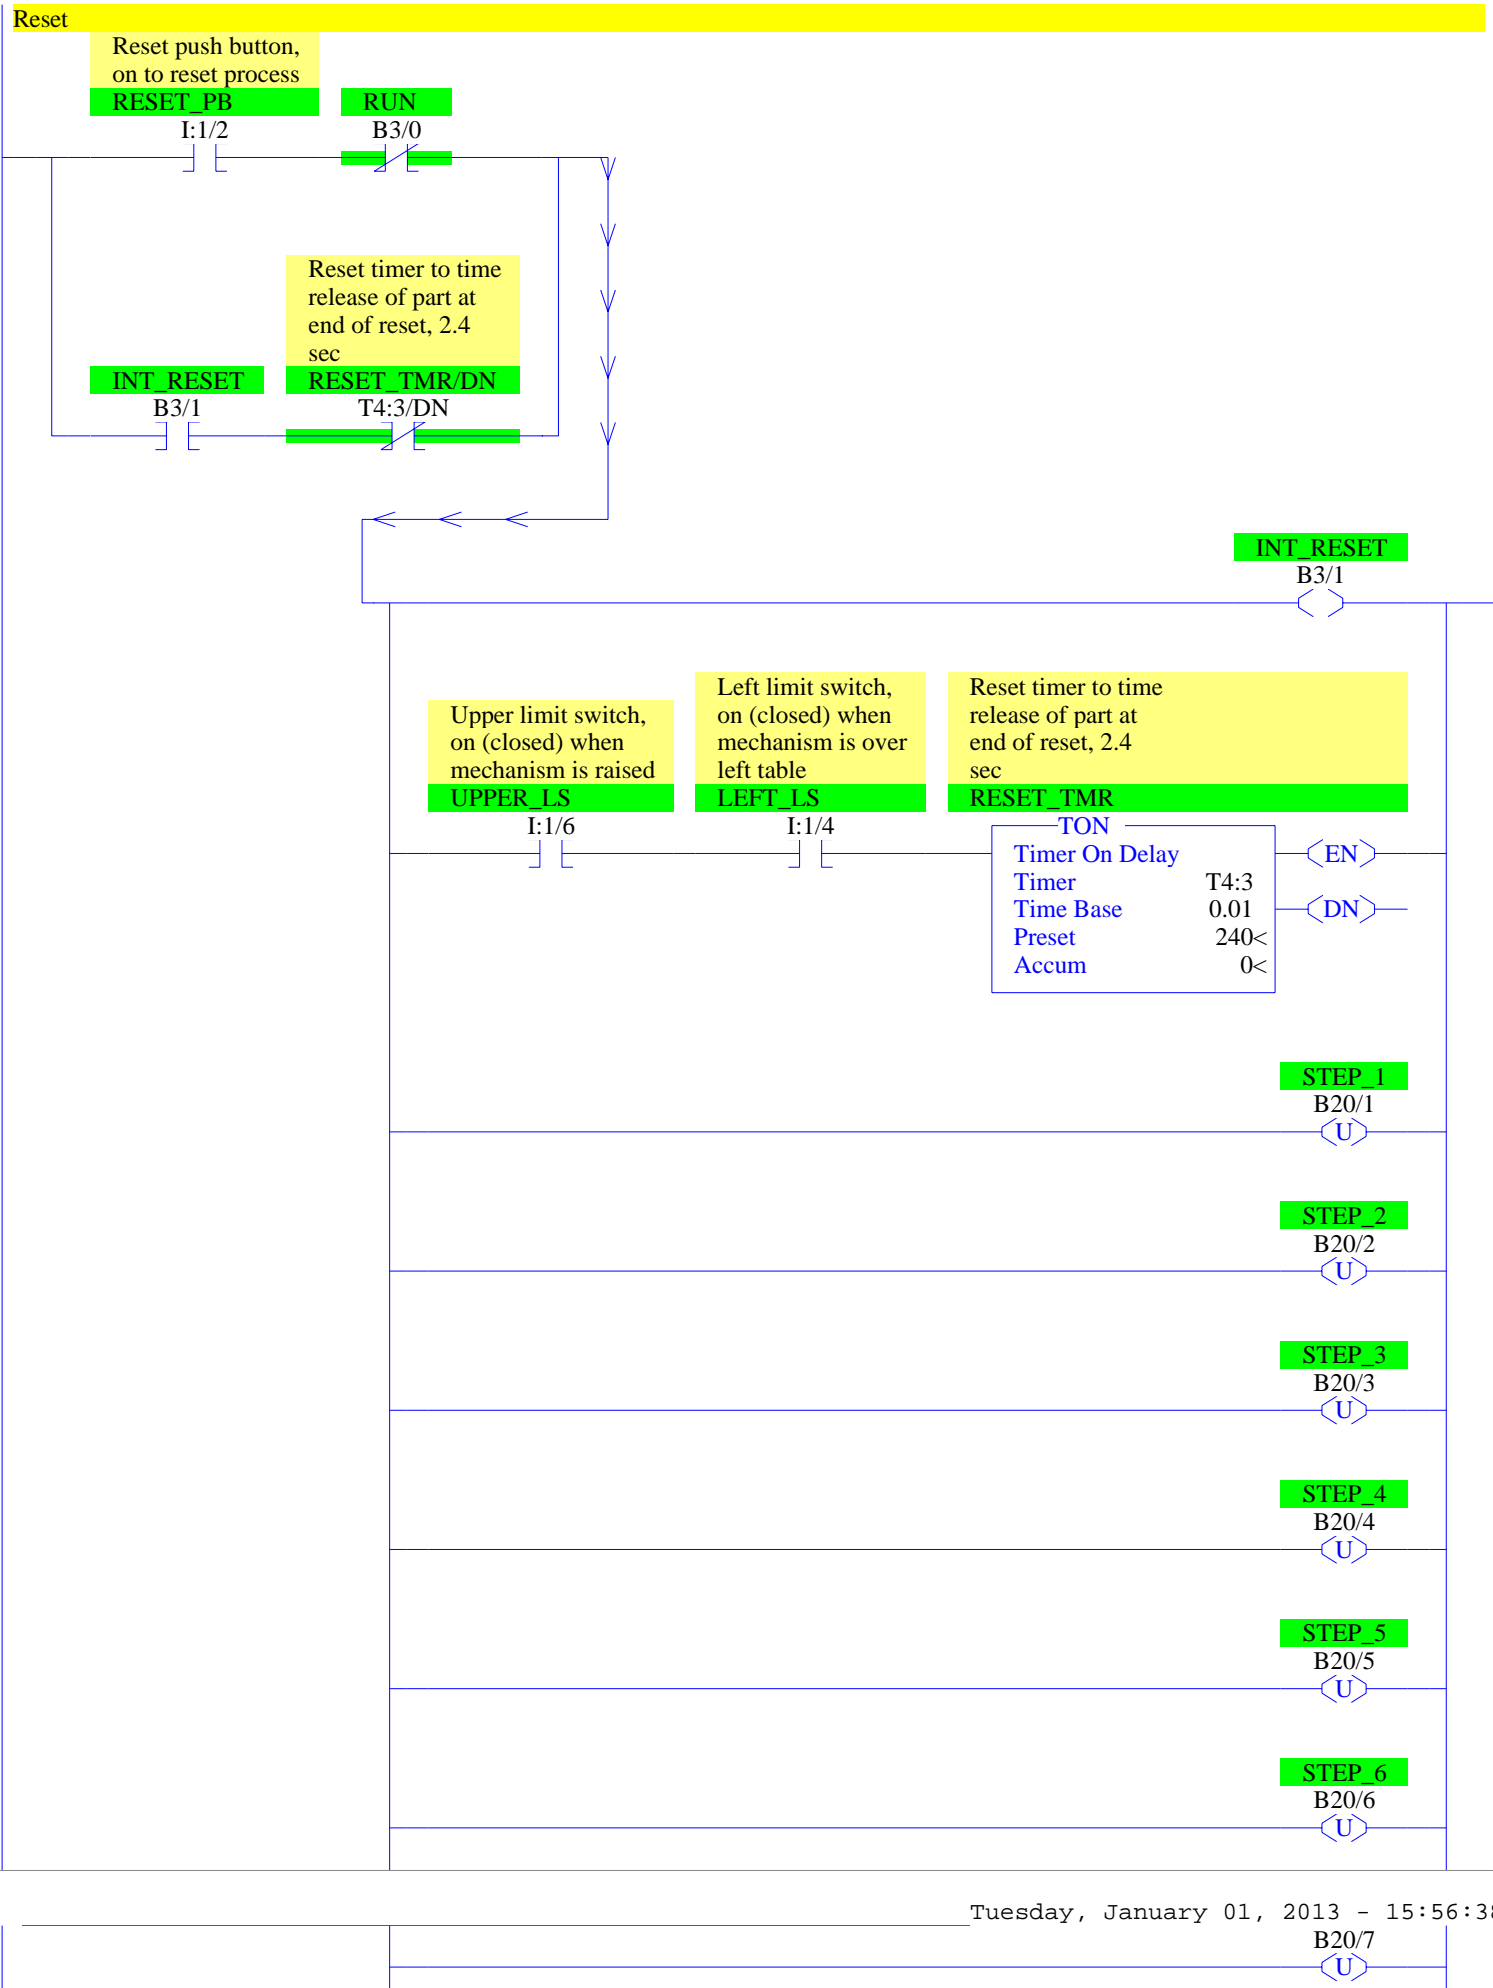 Reset
Reset push button,
on to reset process
RESET_PB
I:1/2
RUN
B3/0
Reset timer to time
release of part at
end of reset, 2.4
sec
INT_RESET
B3/1
RESET_TMR/DN
T4:3/DN
INT_RESET
B3/1
Upper limit switch,
on (closed) when
mechanism is raised
UPPER_LS
I:1/6
Left limit switch,
on (closed) when
mechanism is over
left table
LEFT_LS
I:1/4
Reset timer to time
release of part at
end of reset, 2.4
sec
RESET_TMR
TON
Timer On Delay
Timer T4:3
Time Base 0.01
Preset 240<
Accum 0<
EN
DN
STEP_1
B20/1
U
STEP_2
B20/2
U
STEP_3
B20/3
U
STEP_4
B20/4
U
STEP_5
B20/5
U
STEP_6
B20/6
U
Tuesday, January 01, 2013 - 15:56:38
B20/7
U